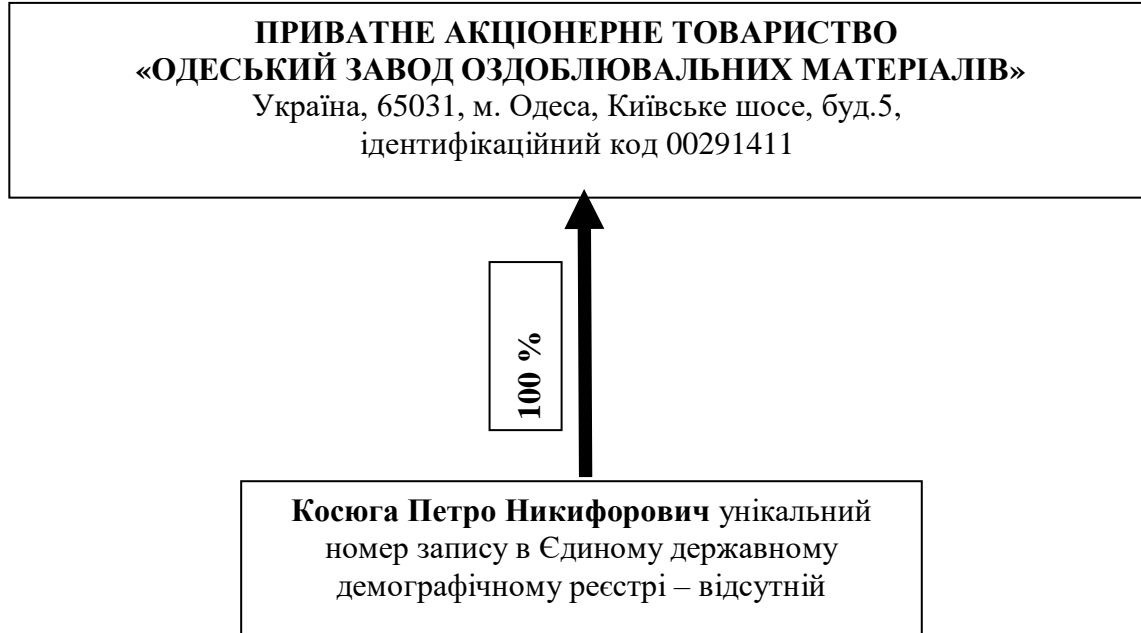 ПРИВАТНЕ АКЦІОНЕРНЕ ТОВАРИСТВО
«ОДЕСЬКИЙ ЗАВОД ОЗДОБЛЮВАЛЬНИХ МАТЕРІАЛІВ»
Україна, 65031, м. Одеса, Київське шосе, буд.5,
ідентифікаційний код 00291411
100 %
Косюга Петро Никифорович унікальний
номер запису в Єдиному державному
демографічному реєстрі – відсутній